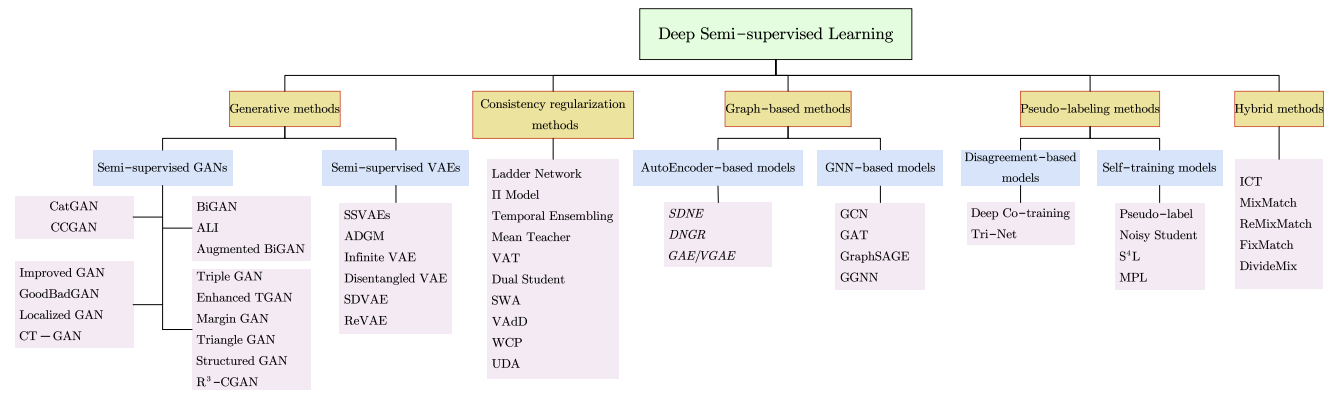 Deep Semi-supervised Learning
Generative methods
Consistency regularization
methods
Graph-based methods
Pseudo-labeling methods
Hybrid methods
Semi-supervised GANs
Semi-supervised VAEs
AutoEncoder-based models
GNN-based models
Disagreement-based
models
Self-training models
CatGAN
CCGAN
Improved GAN
GoodBadGAN
Localized GAN
CT-GAN
BiGAN
ALI
Augmented BiGAN
Triple GAN
Enhanced TGAN
Margin GAN
Triangle GAN
Structured GAN
R³-CGAN
SSVAEs
ADGM
Infinite VAE
Disentangled VAE
SDVAE
ReVAE
Ladder Network
Π Model
Temporal Ensembling
Mean Teacher
VAT
Dual Student
SWA
VAdD
WCP
UDA
SDNE
DNGR
GAE/VGAE
GCN
GAT
GraphSAGE
GGNN
Deep Co-training
Tri-Net
Pseudo-label
Noisy Student
S⁴L
MPL
ICT
MixMatch
ReMixMatch
FixMatch
DivideMix